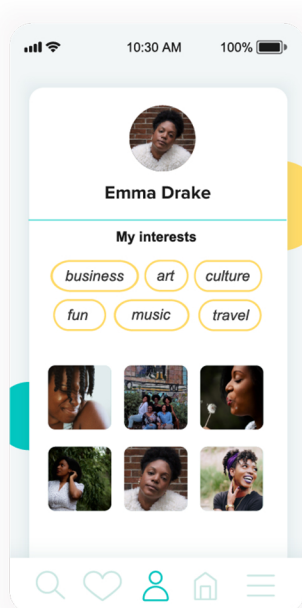 10:30 AM 100%
Emma Drake
My interests
business art culture
fun music travel